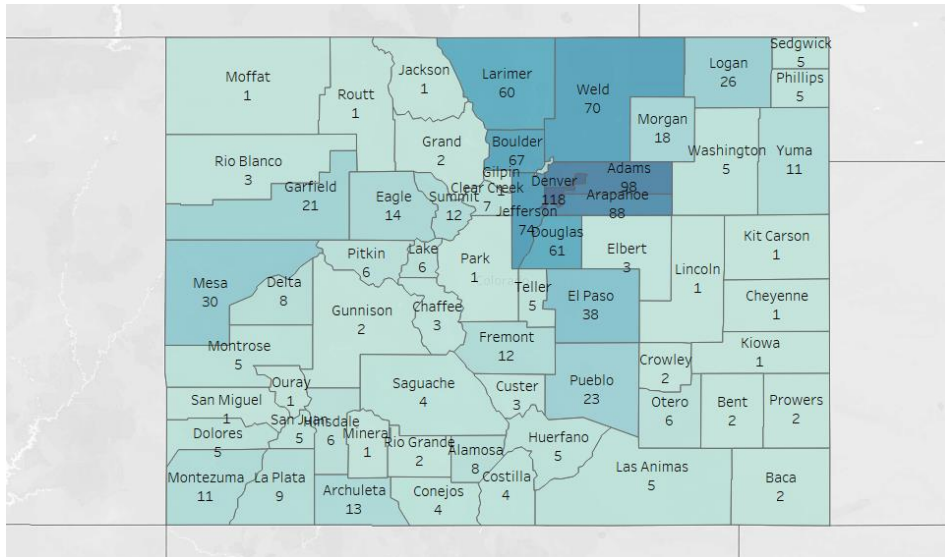 Moffat
1
Routt
1
Jackson
1
Larimer
60
Weld
70
Logan
26
Sedgwick
5
Phillips
5
Morgan
18
Rio Blanco
3
Grand
2
Boulder
67
Washington
5
Yuma
11
Garfield
21
Eagle
14
Summit
12
Gilpin
1
Clear Creek
7
Denver
118
Adams
98
Arapahoe
88
Jefferson
74
Douglas
61
Elbert
3
Kit Carson
1
Mesa
30
Delta
8
Pitkin
6
Lake
6
Park
1
Teller
5
El Paso
38
Lincoln
1
Cheyenne
1
Gunnison
2
Chaffee
3
Fremont
12
Kiowa
1
Montrose
5
Crowley
2
Ouray
1
Saguache
4
Custer
3
Pueblo
23
Otero
6
Bent
2
Prowers
2
San Miguel
1
San Juan
5
Hinsdale
6
Mineral
1
Rio Grande
2
Alamosa
8
Huerfano
5
Dolores
5
Montezuma
11
La Plata
9
Archuleta
13
Conejos
4
Costilla
4
Las Animas
5
Baca
2